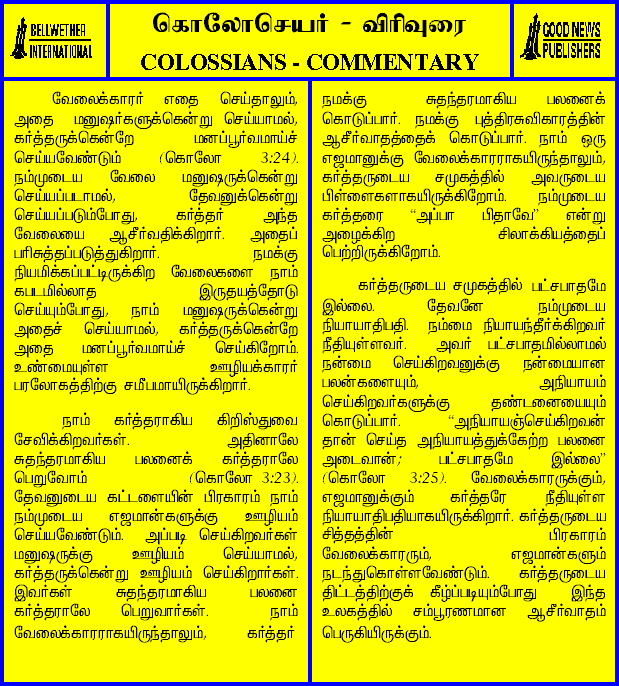 BELLWETHER
INTERNATIONAL
கொலோசெயர் - விரிவுரை
COLOSSIANS - COMMENTARY
GOOD NEWS
PUBLISHERS
வேலைக்காரர் எதை செய்தாலும்,
அதை மனுஷர்களுக்கென்று செய்யாமல்,
கர்த்தருக்கென்றே மனப்பூர்வமாய்ச்
செய்யவேண்டும் (கொலோ 3:24).
நம்முடைய வேலை மனுஷருக்கென்று
செய்யப்படாமல், தேவனுக்கென்று
செய்யப்படும்போது, கர்த்தர் அந்த
வேலையை ஆசீர்வதிக்கிறார். அதைப்
பரிசுத்தப்படுத்துகிறார். நமக்கு
நியமிக்கப்பட்டிருக்கிற வேலைகளை நாம்
கபடமில்லாத இருதயத்தோடு
செய்யும்போது, நாம் மனுஷருக்கென்று
அதைச் செய்யாமல், கர்த்தருக்கென்றே
அதை மனப்பூர்வமாய்ச் செய்கிறோம்.
உண்மையுள்ள ஊழியக்காரர்
பரலோகத்திற்கு சமீபமாயிருக்கிறார்.
நாம் கர்த்தராகிய கிறிஸ்துவை
சேவிக்கிறவர்கள். அதினாலே
சுதந்தரமாகிய பலனைக் கர்த்தராலே
பெறுவோம் (கொலோ 3:23).
தேவனுடைய கட்டளையின் பிரகாரம் நாம்
நம்முடைய எஜமான்களுக்கு ஊழியம்
செய்யவேண்டும். அப்படி செய்கிறவர்கள்
மனுஷருக்கு ஊழியம் செய்யாமல்,
கர்த்தருக்கென்று ஊழியம் செய்கிறார்கள்.
இவர்கள் சுதந்தரமாகிய பலனை
கர்த்தராலே பெறுவார்கள். நாம்
வேலைக்காரராகயிருந்தாலும், கர்த்தர்
நமக்கு சுதந்தரமாகிய பலனைக்
கொடுப்பார். நமக்கு புத்திரசுவிகாரத்தின்
ஆசீர்வாதத்தைக் கொடுப்பார். நாம் ஒரு
எஜமானுக்கு வேலைக்காரராகயிருந்தாலும்,
கர்த்தருடைய சமுகத்தில் அவருடைய
பிள்ளைகளாகயிருக்கிறோம். நம்முடைய
கர்த்தரை “அப்பா பிதாவே” என்று
அழைக்கிற சிலாக்கியத்தைப்
பெற்றிருக்கிறோம்.
கர்த்தருடைய சமுகத்தில் பட்சபாதமே
இல்லை. தேவனே நம்முடைய
நியாயாதிபதி. நம்மை நியாயந்தீர்க்கிறவர்
நீதியுள்ளவர். அவர் பட்சபாதமில்லாமல்
நன்மை செய்கிறவனுக்கு நன்மையான
பலன்களையும், அநியாயம்
செய்கிறவர்களுக்கு தண்டனையையும்
கொடுப்பார். “அநியாயஞ்செய்கிறவன்
தான் செய்த அநியாயத்துக்கேற்ற பலனை
அடைவான்; பட்சபாதமே இல்லை”
(கொலோ 3:25). வேலைக்காரருக்கும்,
எஜமானுக்கும் கர்த்தரே நீதியுள்ள
நியாயாதிபதியாகயிருக்கிறார். கர்த்தருடைய
சித்தத்தின் பிரகாரம்
வேலைக்காரரும், எஜமான்களும்
நடந்துகொள்ளவேண்டும். கர்த்தருடைய
திட்டத்திற்குக் கீழ்ப்படியும்போது இந்த
உலகத்தில் சம்பூரணமான ஆசீர்வாதம்
பெருகியிருக்கும்.